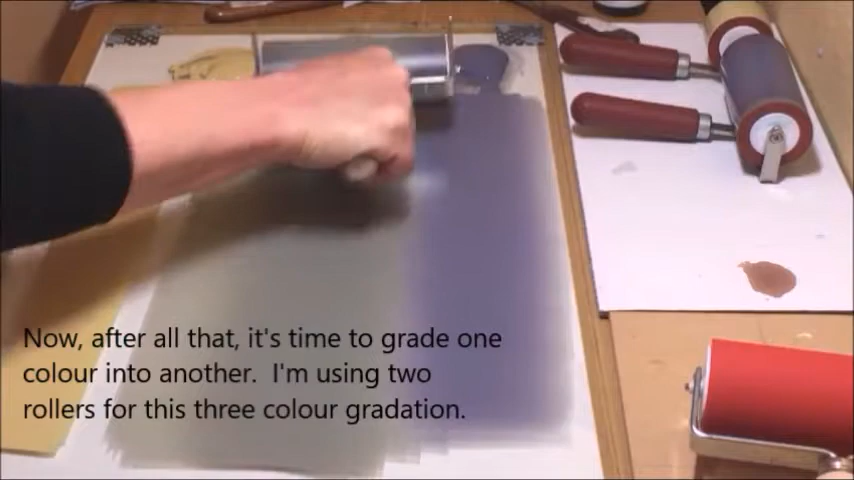 Now, after all that, it's time to grade one
colour into another.  I'm using two
rollers for this three colour gradation.